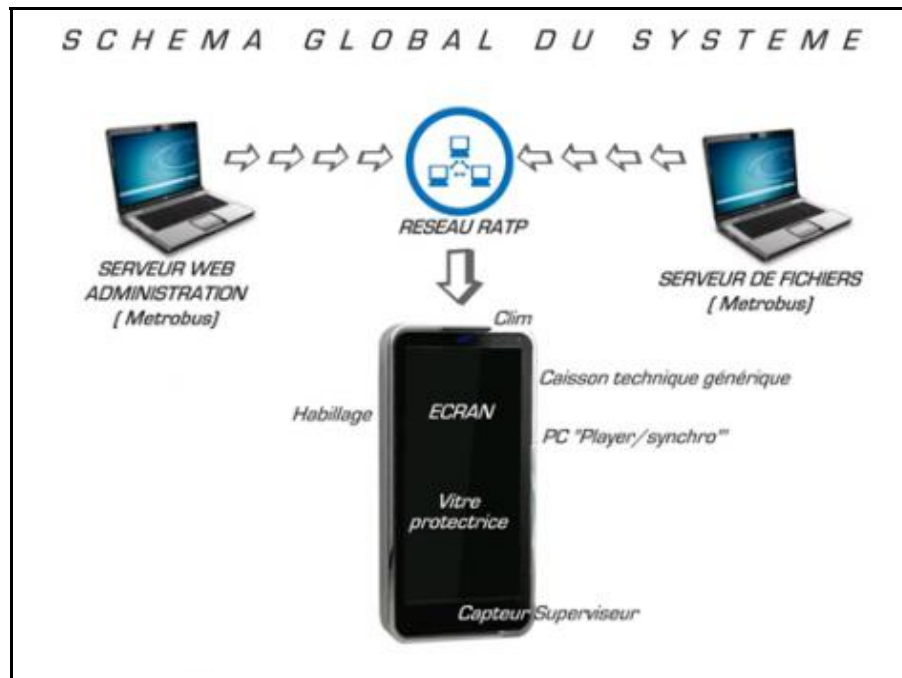 SCHEMA GLOBAL DU SYSTEME
RESEAU RATP
SERVEUR WEB
ADMINISTRATION
( Metrobus)
SERVEUR DE FICHIERS
( Metrobus)
Clim
Caisson technique générique
Habillage
ECRAN
PC "Player/synchro"'
Vitre
protectrice
Capteur Superviseur